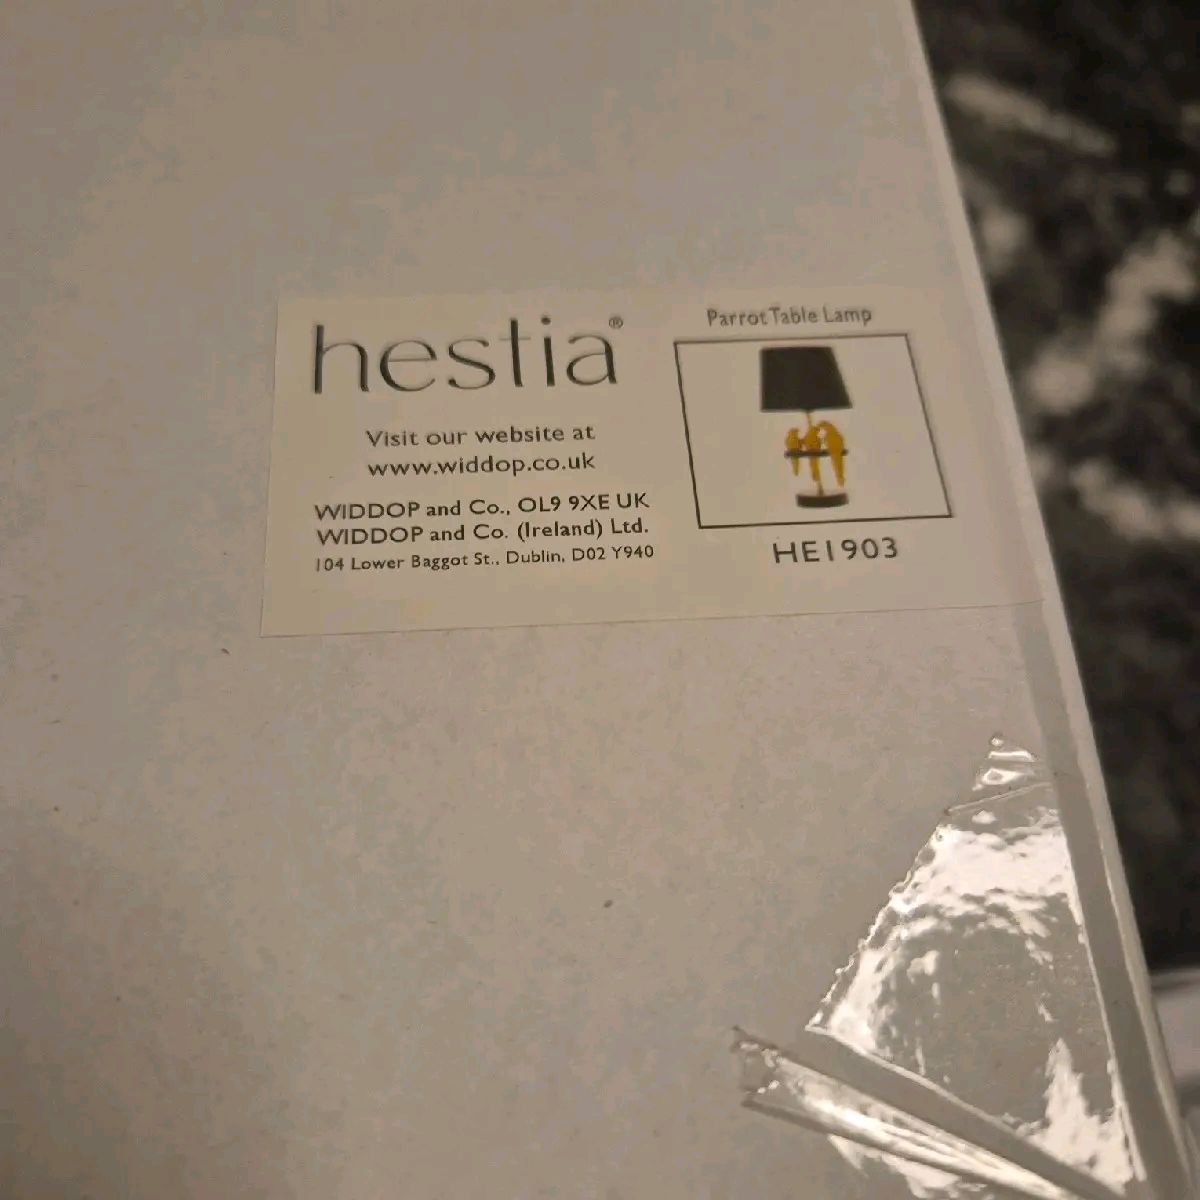 hestia®
Visit our website at
www.widdop.co.uk
WIDDOP and Co., OL9 9XE UK
WIDDOP and Co. (Ireland) Ltd.
104 Lower Baggot St., Dublin, D02 Y940
Parrot Table Lamp
HE1903